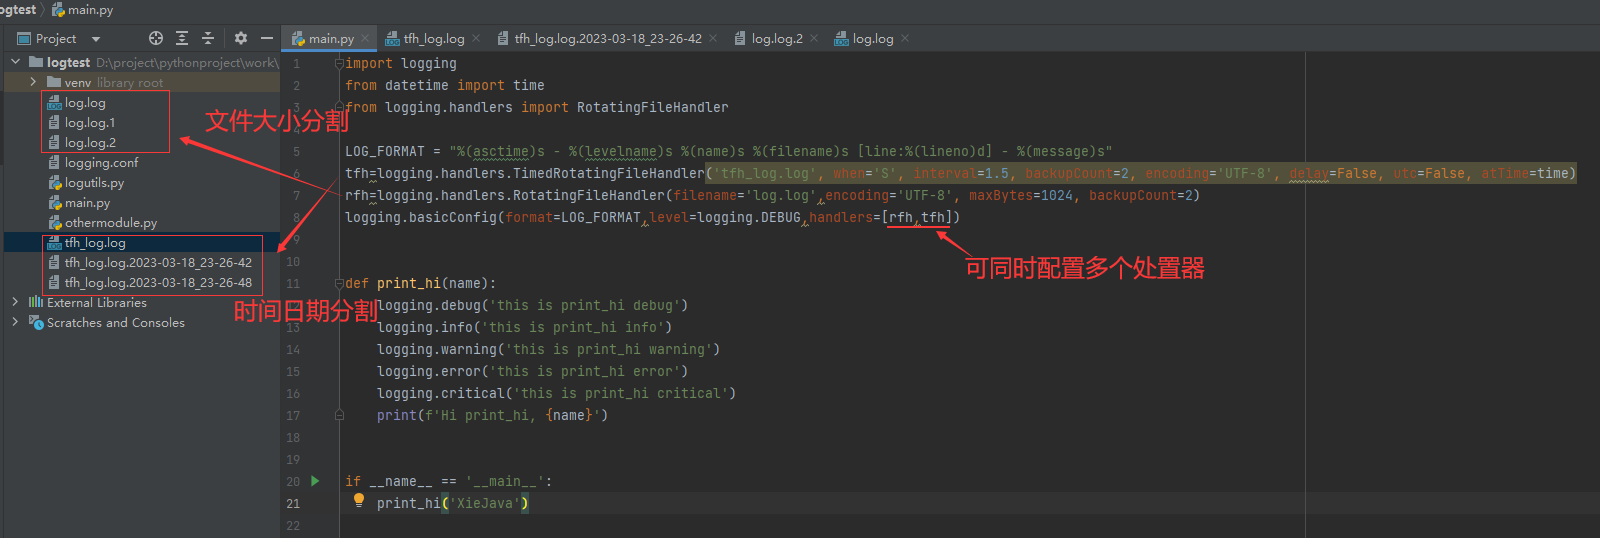 logtest main.py
Project
main.py tfh_log.log tfh_log.log.2023-03-18_23-26-42 log.log.2 log.log
logtest D:\project\pythonproject\work\
venv library root
log.log
log.log.1
log.log.2
logging.conf
logutils.py
main.py
othermodule.py
tfh_log.log
tfh_log.log.2023-03-18_23-26-42
tfh_log.log.2023-03-18_23-26-48
External Libraries
Scratches and Consoles
文件大小分割
时间日期分割
1 import logging
2 from datetime import time
3 from logging.handlers import RotatingFileHandler
4
5 LOG_FORMAT = "%(asctime)s - %(levelname)s %(name)s %(filename)s [line:%(lineno)d] - %(message)s"
6 tfh=logging.handlers.TimedRotatingFileHandler('tfh_log.log', when='S', interval=1.5, backupCount=2, encoding='UTF-8', delay=False, utc=False, atTime=time)
7 rfh=logging.handlers.RotatingFileHandler(filename='log.log',encoding='UTF-8', maxBytes=1024, backupCount=2)
8 logging.basicConfig(format=LOG_FORMAT,level=logging.DEBUG,handlers=[rfh,tfh])
9
可同时配置多个处置器
10
11 def print_hi(name):
12 logging.debug('this is print_hi debug')
13 logging.info('this is print_hi info')
14 logging.warning('this is print_hi warning')
15 logging.error('this is print_hi error')
16 logging.critical('this is print_hi critical')
17 print(f'Hi print_hi, {name}')
18
19
20 if __name__ == '__main__':
21 print_hi('XieJava')
22